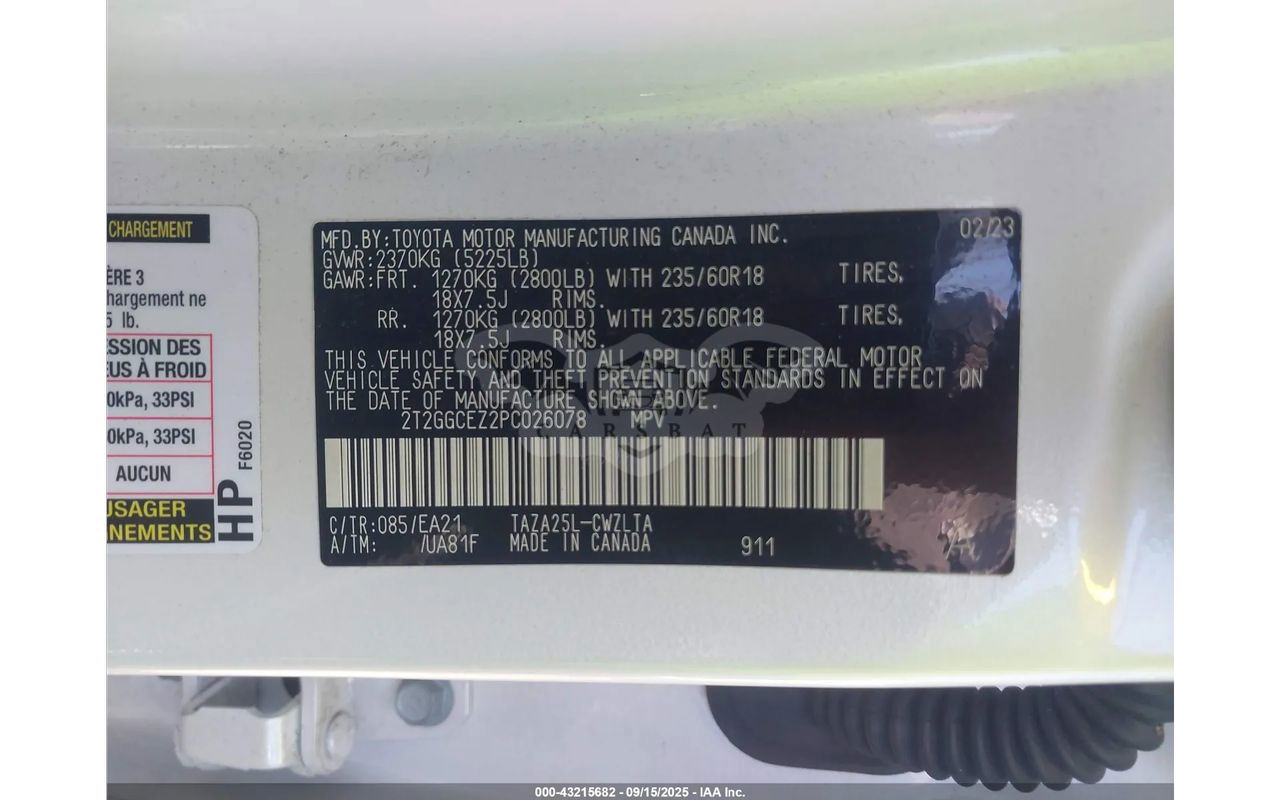 CHARGEMENT
ÈRE 3
hargement ne
5 lb.
ESSION DES
EUS À FROID
0kPa, 33PSI
0kPa, 33PSI
AUCUN
USAGER
NEMENTS
HP
F6020
MFD.BY:TOYOTA MOTOR MANUFACTURING CANADA INC. 02/23
GVWR:2370KG (5225LB)
GAWR:FRT. 1270KG (2800LB) WITH 235/60R18 TIRES,
18X7.5J RIMS.
RR. 1270KG (2800LB) WITH 235/60R18 TIRES,
18X7.5J RIMS.
THIS VEHICLE CONFORMS TO ALL APPLICABLE FEDERAL MOTOR
VEHICLE SAFETY AND THEFT PREVENTION STANDARDS IN EFFECT ON
THE DATE OF MANUFACTURE SHOWN ABOVE.
2T2GGCEZ2PC026078 MPV
CARSBAT
C/TR:085/EA21 TAZA25L-CWZLTA
A/TM: /UA81F MADE IN CANADA 911
000-43215682 - 09/15/2025 - IAA Inc.